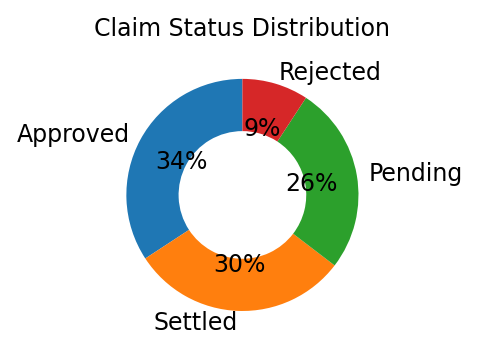 Claim Status Distribution
Rejected
9%
Approved
34%
Pending
26%
30%
Settled